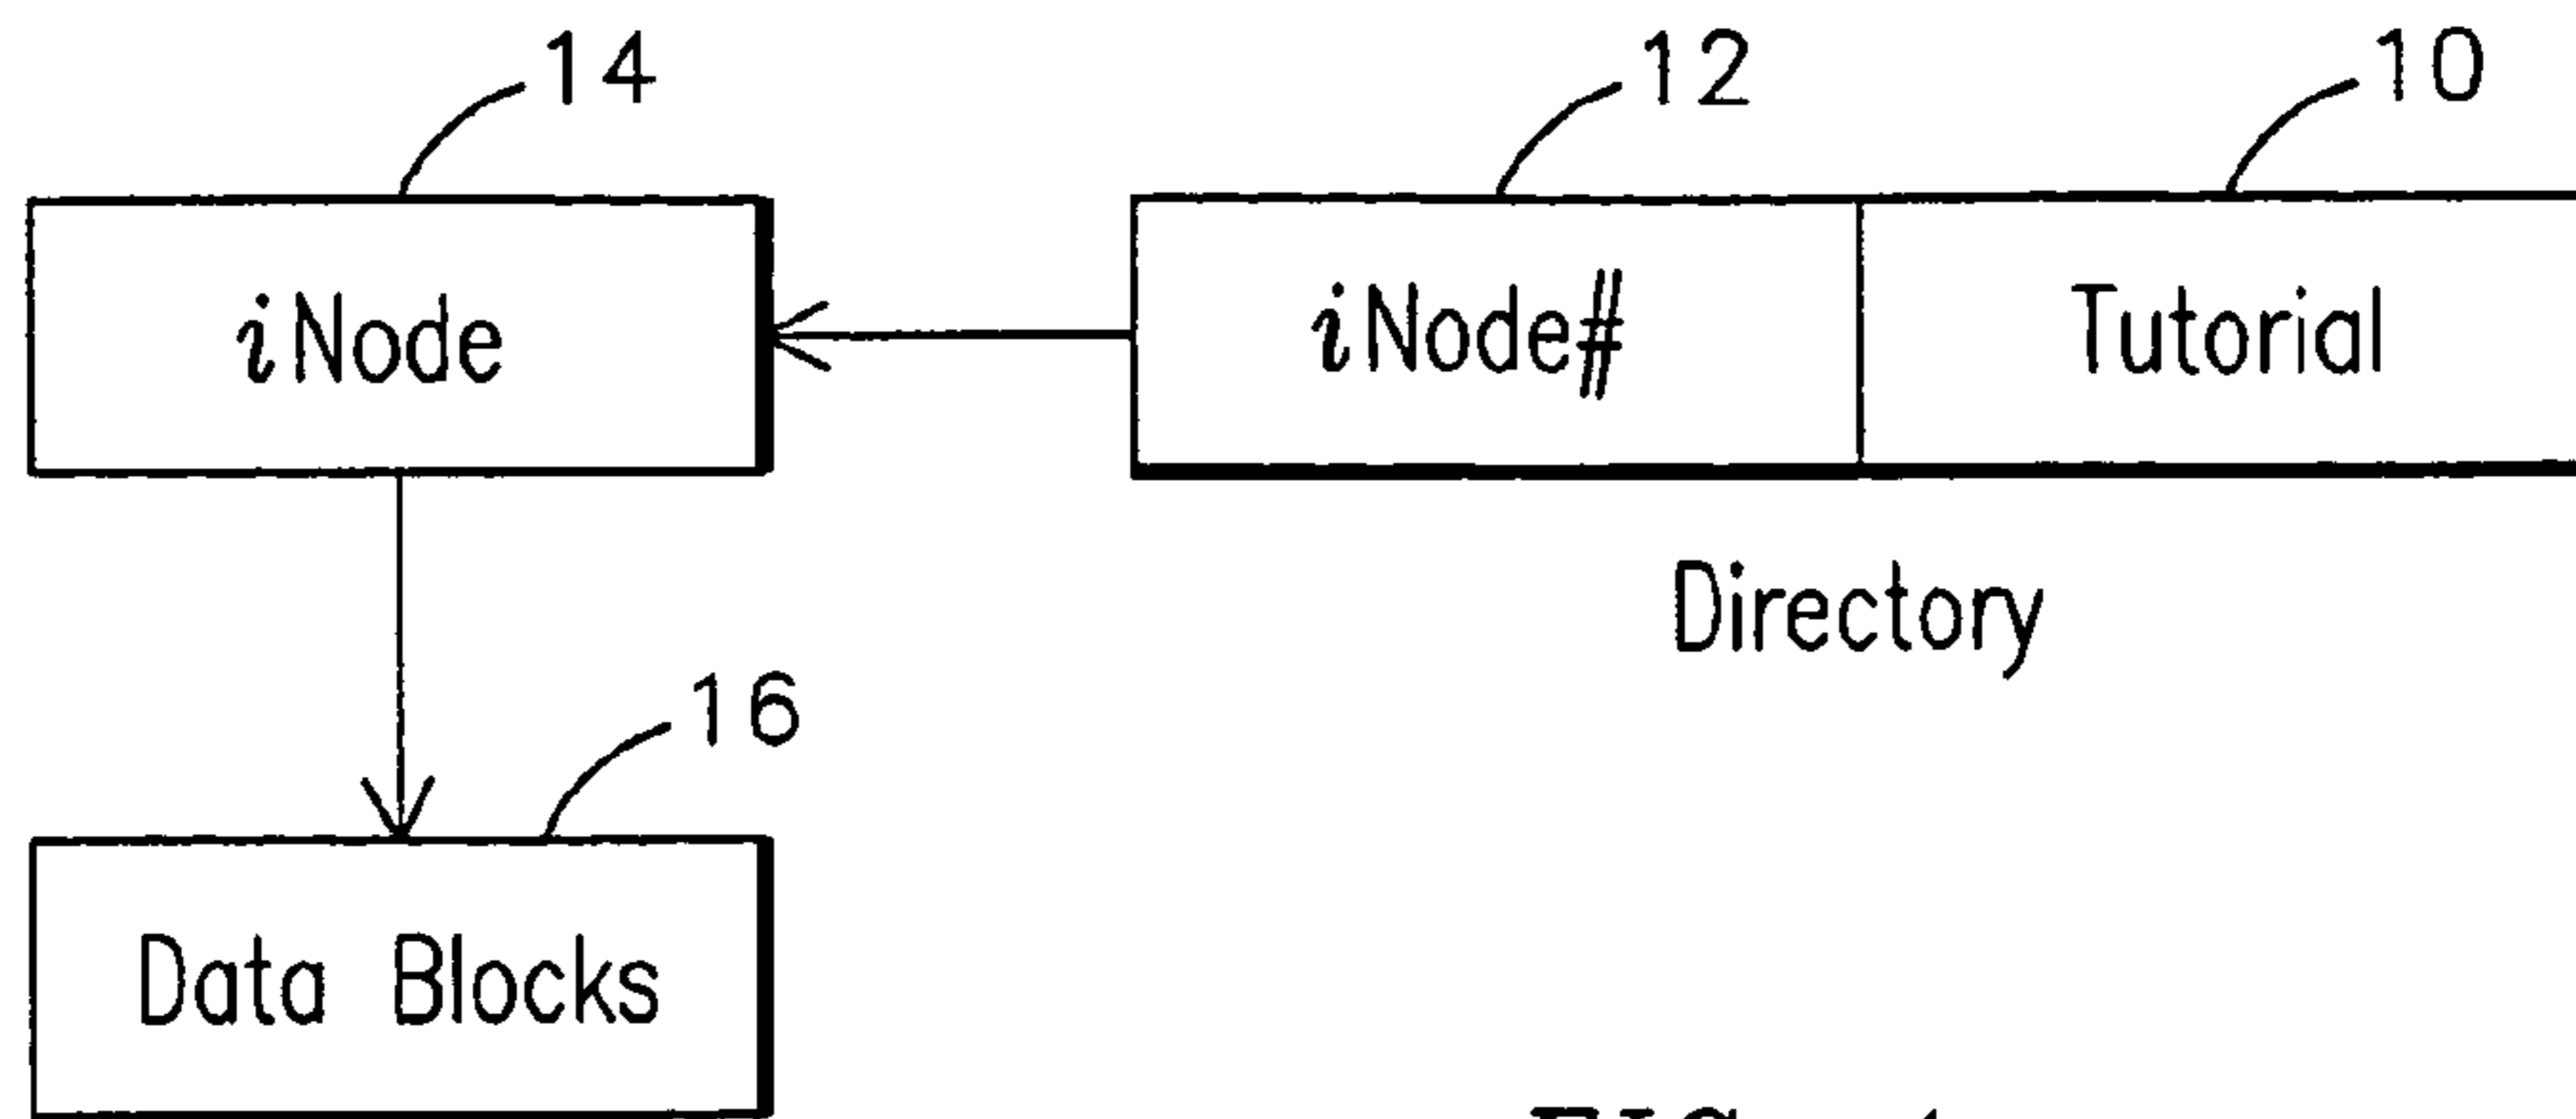 14
12
10
iNode
iNode#
Tutorial
Directory
16
Data Blocks